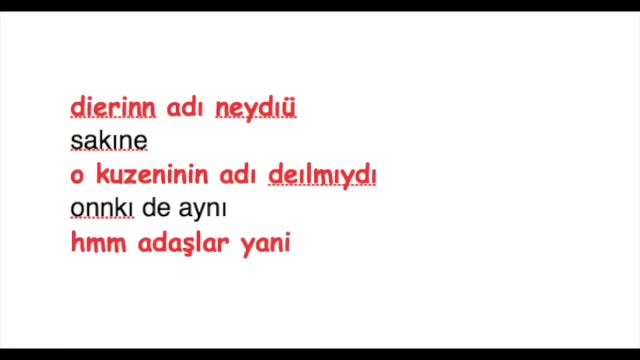 dierinn adı neydıü
sakıne
o kuzeninin adı deılmıydı
onnkı de aynı
hmm adaşlar yani